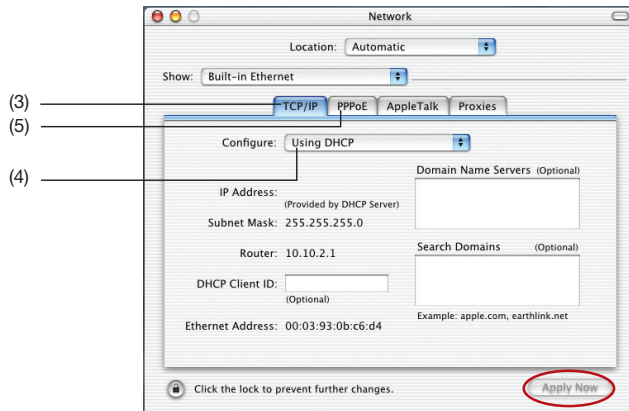 Network
Location: Automatic
Show: Built-in Ethernet
(3)
(5)
TCP/IP PPPoE AppleTalk Proxies
(4)
Configure: Using DHCP
Domain Name Servers (Optional)
IP Address:
(Provided by DHCP Server)
Subnet Mask: 255.255.255.0
Router: 10.10.2.1
Search Domains (Optional)
DHCP Client ID:
(Optional)
Example: apple.com, earthlink.net
Ethernet Address: 00:03:93:0b:c6:d4
Click the lock to prevent further changes.
Apply Now